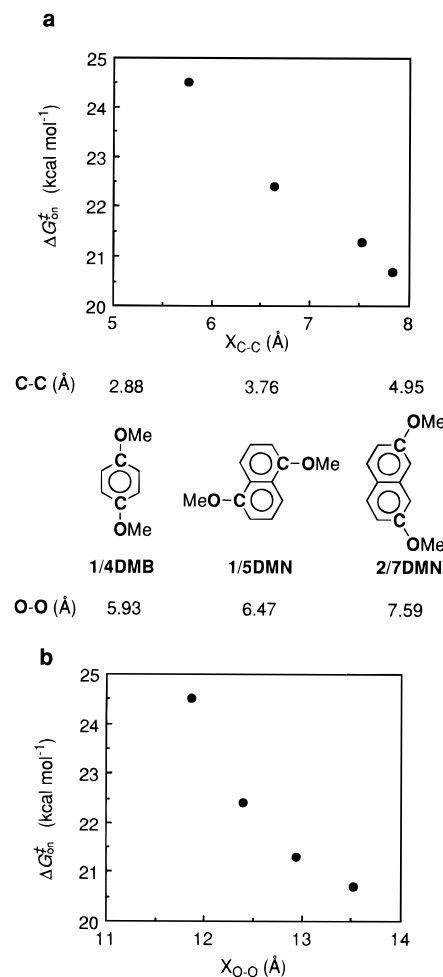 a
25
24
23
22
21
20
ΔG‡on (kcal mol⁻¹)
5 6 7 8
X C-C (Å)
C-C (Å) 2.88 3.76 4.95
OMe
C
C
OMe
C-OMe
MeO-C
OMe
C
C
OMe
1/4DMB 1/5DMN 2/7DMN
O-O (Å) 5.93 6.47 7.59
b
25
24
23
22
21
20
ΔG‡on (kcal mol⁻¹)
11 12 13 14
X O-O (Å)